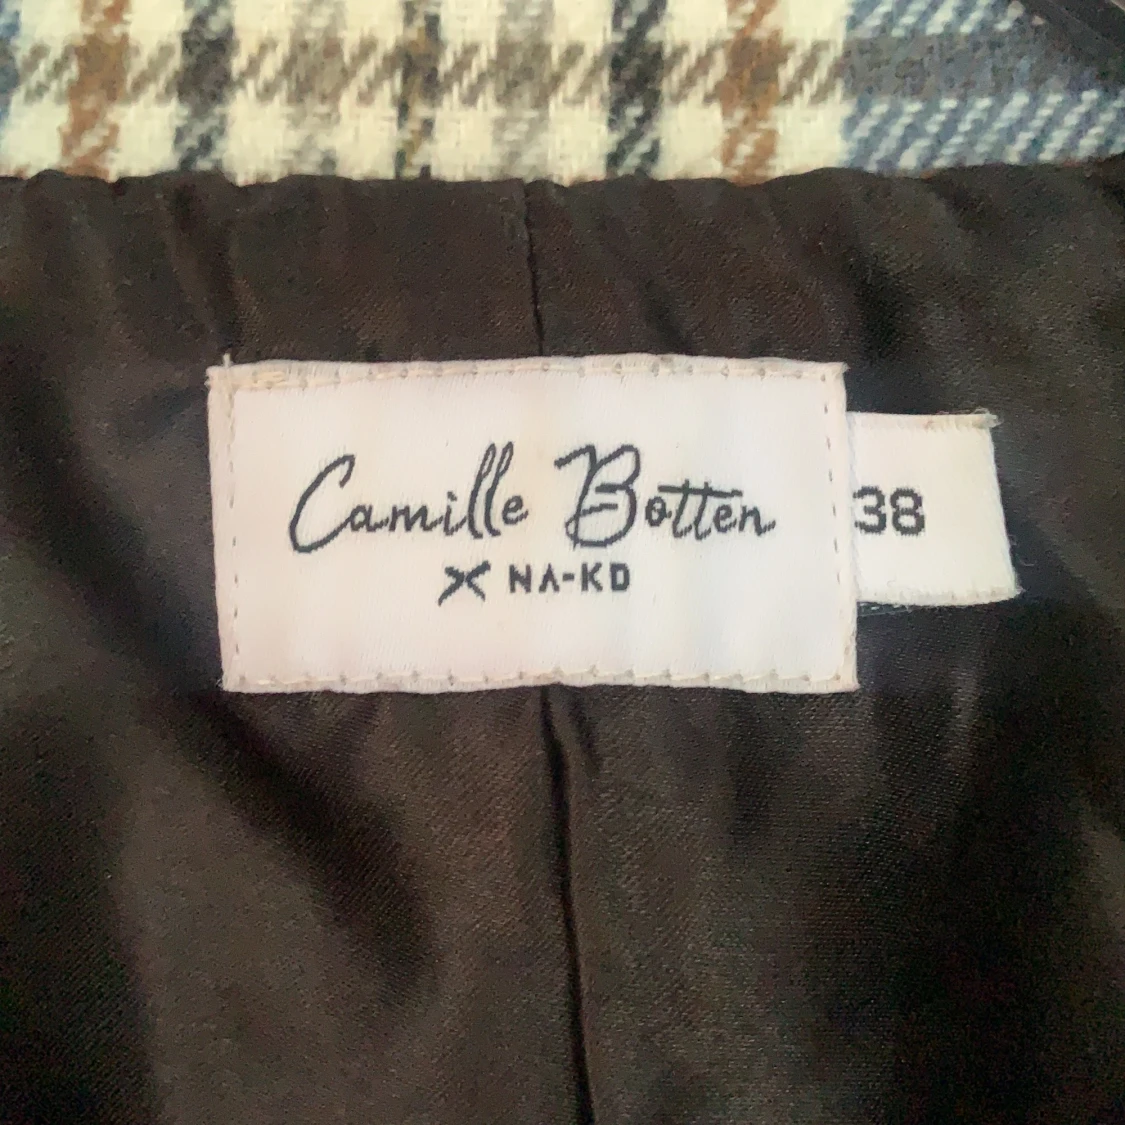 Camille Botten
X NA-KD
38